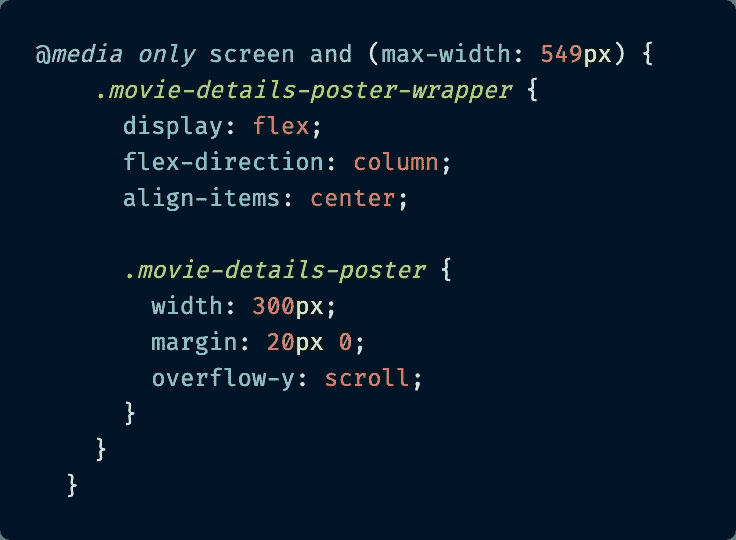 @media only screen and (max-width: 549px) {
.movie-details-poster-wrapper {
display: flex;
flex-direction: column;
align-items: center;
.movie-details-poster {
width: 300px;
margin: 20px 0;
overflow-y: scroll;
}
}
}